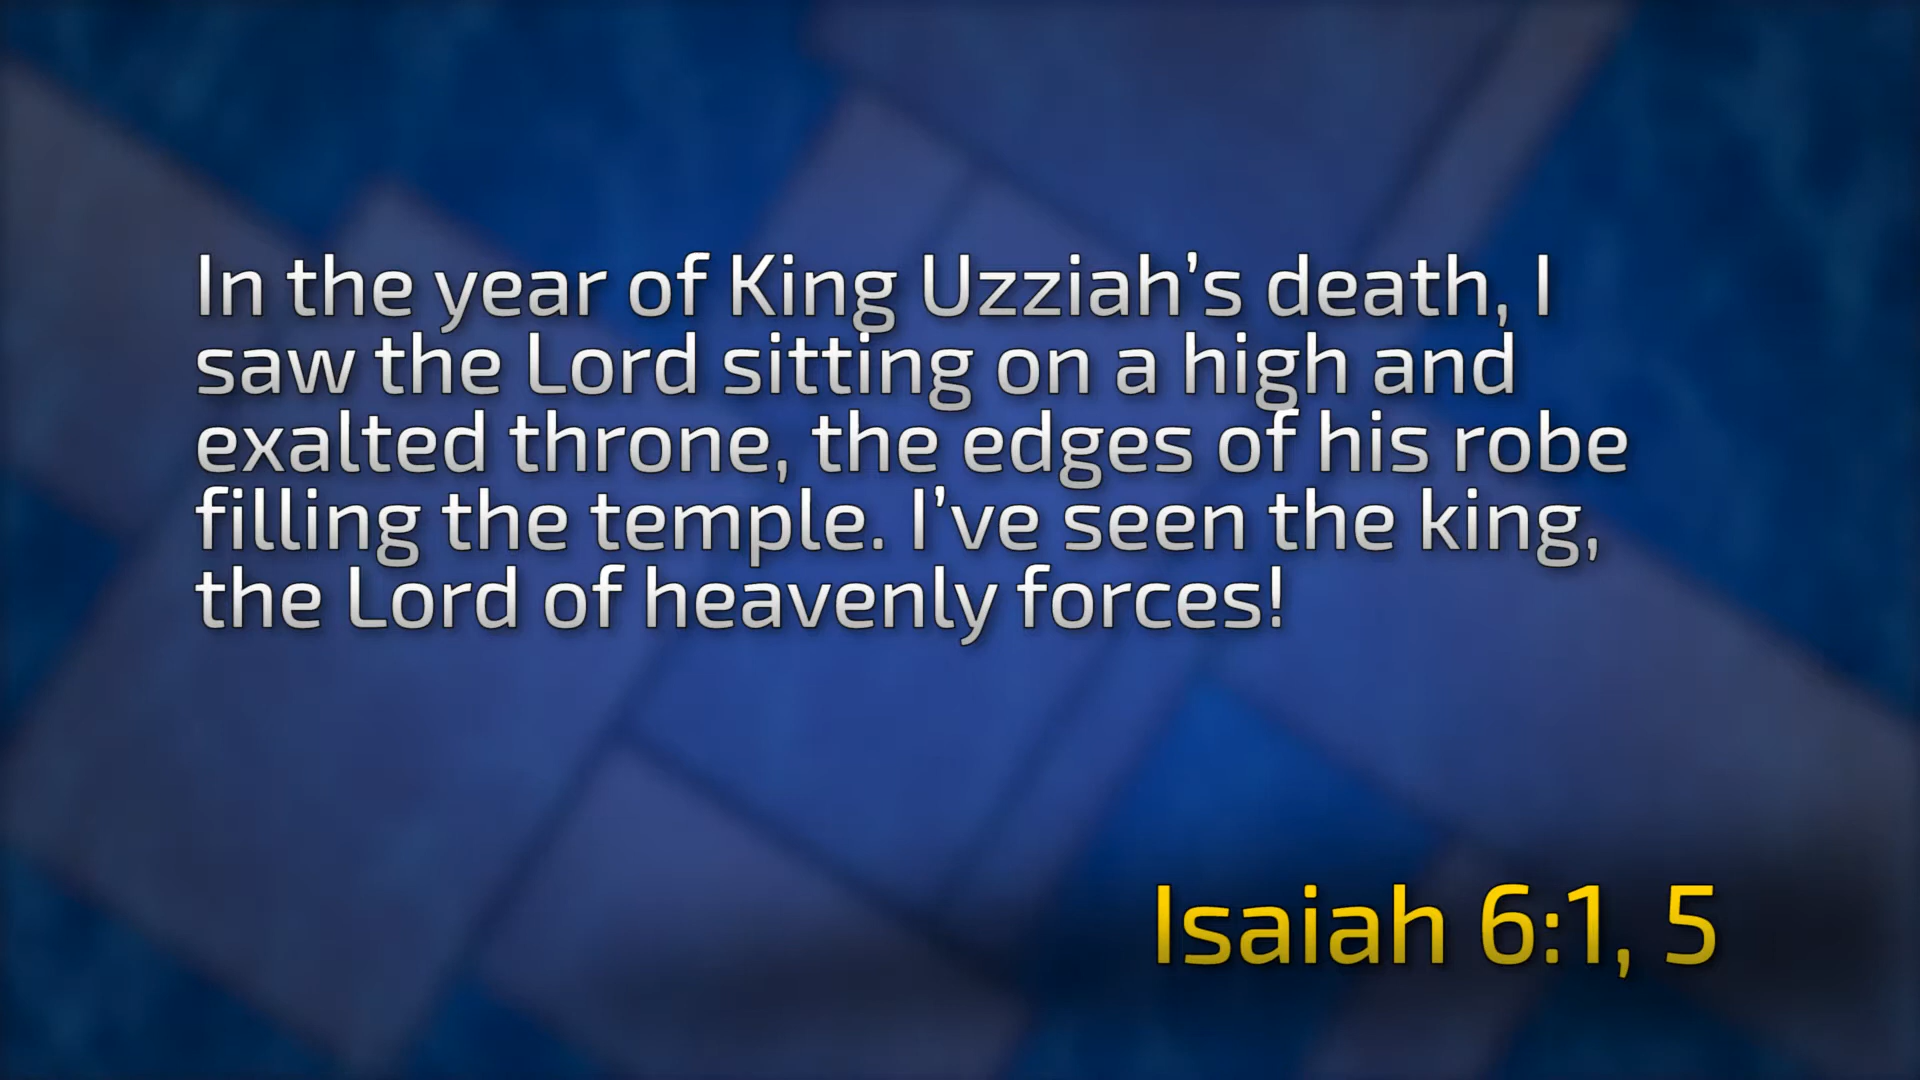 In the year of King Uzziah’s death, I
saw the Lord sitting on a high and
exalted throne, the edges of his robe
filling the temple. I’ve seen the king,
the Lord of heavenly forces!
Isaiah 6:1, 5